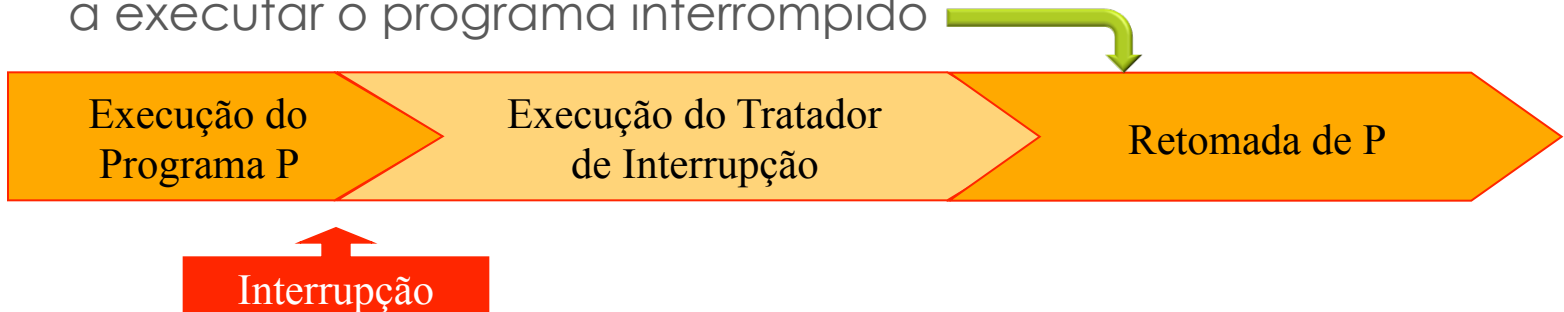 a executar o programa interrompido
Execução do
Programa P
Execução do Tratador
de Interrupção
Retomada de P
Interrupção